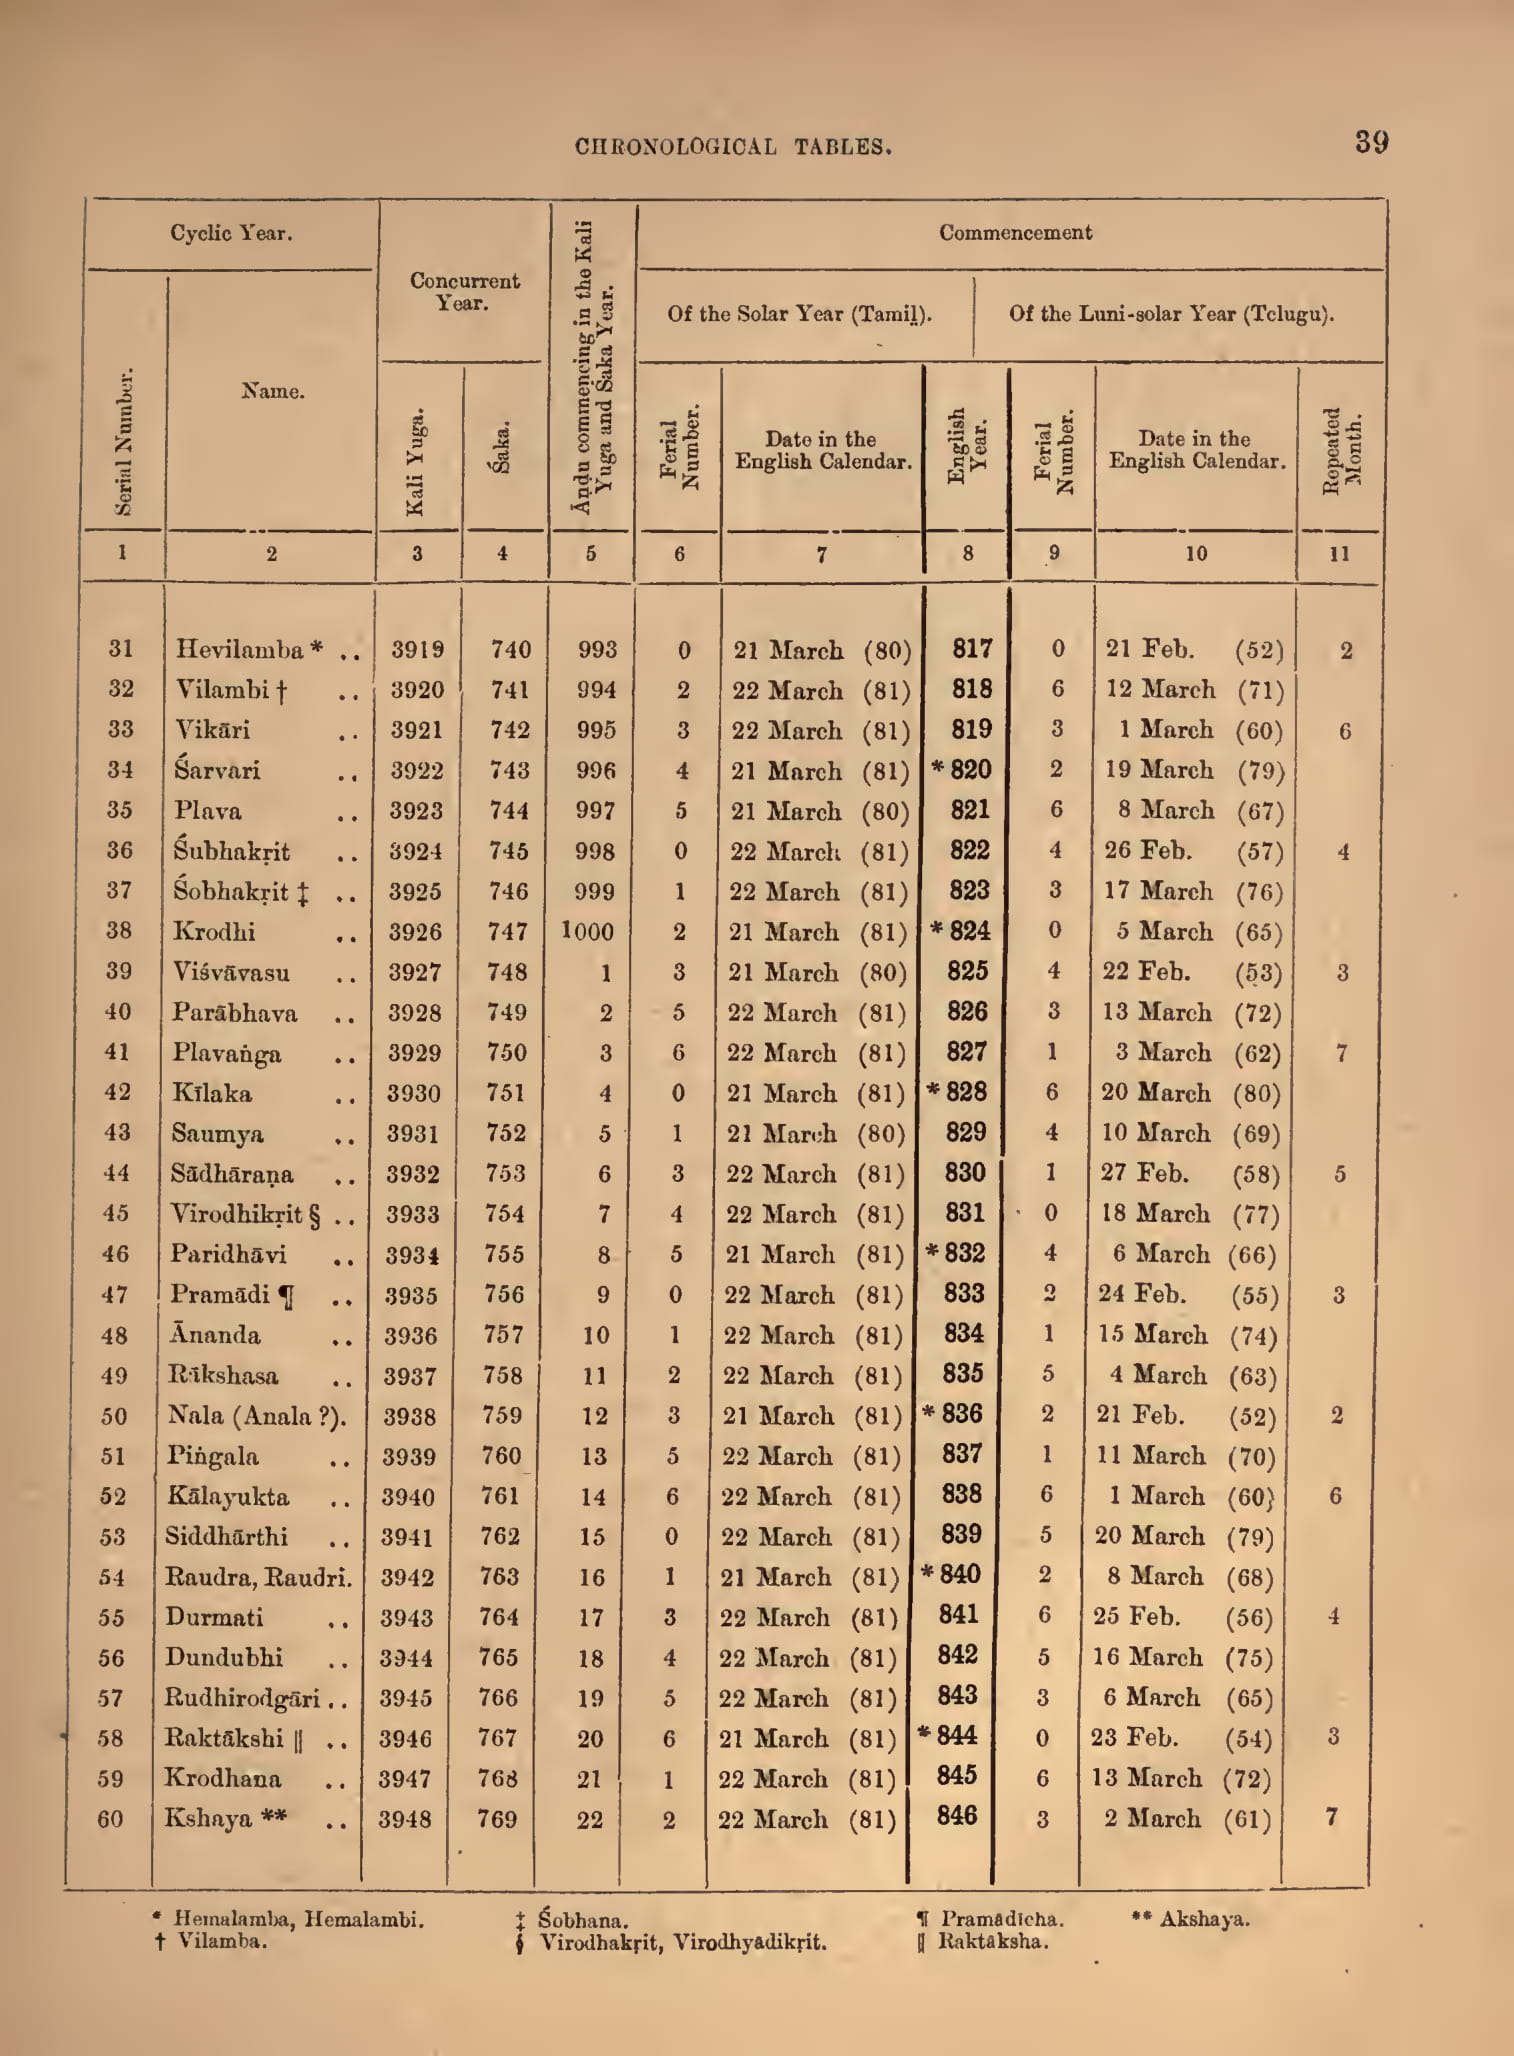 CHRONOLOGICAL TABLES.
39
Cyclic Year.
Concurrent
Year.
Āṇḍu commencing in the Kali
Yuga and Śaka Year.
Commencement
Of the Solar Year (Tamiḷ).
Of the Luni-solar Year (Telugu).
Serial Number.
Name.
Kali Yuga.
Śaka.
Ferial
Number.
Date in the
English Calendar.
English
Year.
Ferial
Number.
Date in the
English Calendar.
Repeated
Month.
1 2 3 4 5 6 7 8 9 10 11
31 Hevilamba * .. 3919 740 993 0 21 March (80) 817 0 21 Feb. (52) 2
32 Vilambi † .. 3920 741 994 2 22 March (81) 818 6 12 March (71)
33 Vikāri .. 3921 742 995 3 22 March (81) 819 3 1 March (60) 6
34 Śarvari .. 3922 743 996 4 21 March (81) * 820 2 19 March (79)
35 Plava .. 3923 744 997 5 21 March (80) 821 6 8 March (67)
36 Śubhakṛit .. 3924 745 998 0 22 March (81) 822 4 26 Feb. (57) 4
37 Śobhakṛit ‡ .. 3925 746 999 1 22 March (81) 823 3 17 March (76)
38 Krodhi .. 3926 747 1000 2 21 March (81) * 824 0 5 March (65)
39 Viśvāvasu .. 3927 748 1 3 21 March (80) 825 4 22 Feb. (53) 3
40 Parābhava .. 3928 749 2 5 22 March (81) 826 3 13 March (72)
41 Plavaṅga .. 3929 750 3 6 22 March (81) 827 1 3 March (62) 7
42 Kīlaka .. 3930 751 4 0 21 March (81) * 828 6 20 March (80)
43 Saumya .. 3931 752 5 1 21 March (80) 829 4 10 March (69)
44 Sādhāraṇa .. 3932 753 6 3 22 March (81) 830 1 27 Feb. (58) 5
45 Virodhikṛit § .. 3933 754 7 4 22 March (81) 831 0 18 March (77)
46 Paridhāvi .. 3934 755 8 5 21 March (81) * 832 4 6 March (66)
47 Pramādi ¶ .. 3935 756 9 0 22 March (81) 833 2 24 Feb. (55) 3
48 Ānanda .. 3936 757 10 1 22 March (81) 834 1 15 March (74)
49 Rākshasa .. 3937 758 11 2 22 March (81) 835 5 4 March (63)
50 Nala (Anala ?). 3938 759 12 3 21 March (81) * 836 2 21 Feb. (52) 2
51 Piṅgala .. 3939 760 13 5 22 March (81) 837 1 11 March (70)
52 Kālayukta .. 3940 761 14 6 22 March (81) 838 6 1 March (60) 6
53 Siddhārthi .. 3941 762 15 0 22 March (81) 839 5 20 March (79)
54 Raudra, Raudri. 3942 763 16 1 21 March (81) * 840 2 8 March (68)
55 Durmati .. 3943 764 17 3 22 March (81) 841 6 25 Feb. (56) 4
56 Dundubhi .. 3944 765 18 4 22 March (81) 842 5 16 March (75)
57 Rudhirodgāri .. 3945 766 19 5 22 March (81) 843 3 6 March (65)
58 Raktākshi ‖ .. 3946 767 20 6 21 March (81) * 844 0 23 Feb. (54) 3
59 Krodhana .. 3947 768 21 1 22 March (81) 845 6 13 March (72)
60 Kshaya ** .. 3948 769 22 2 22 March (81) 846 3 2 March (61) 7
* Hemalamba, Hemalambi. ‡ Śobhana. ¶ Pramādicha. ** Akshaya.
† Vilamba. § Virodhakṛit, Virodhyādikṛit. ‖ Raktāksha.